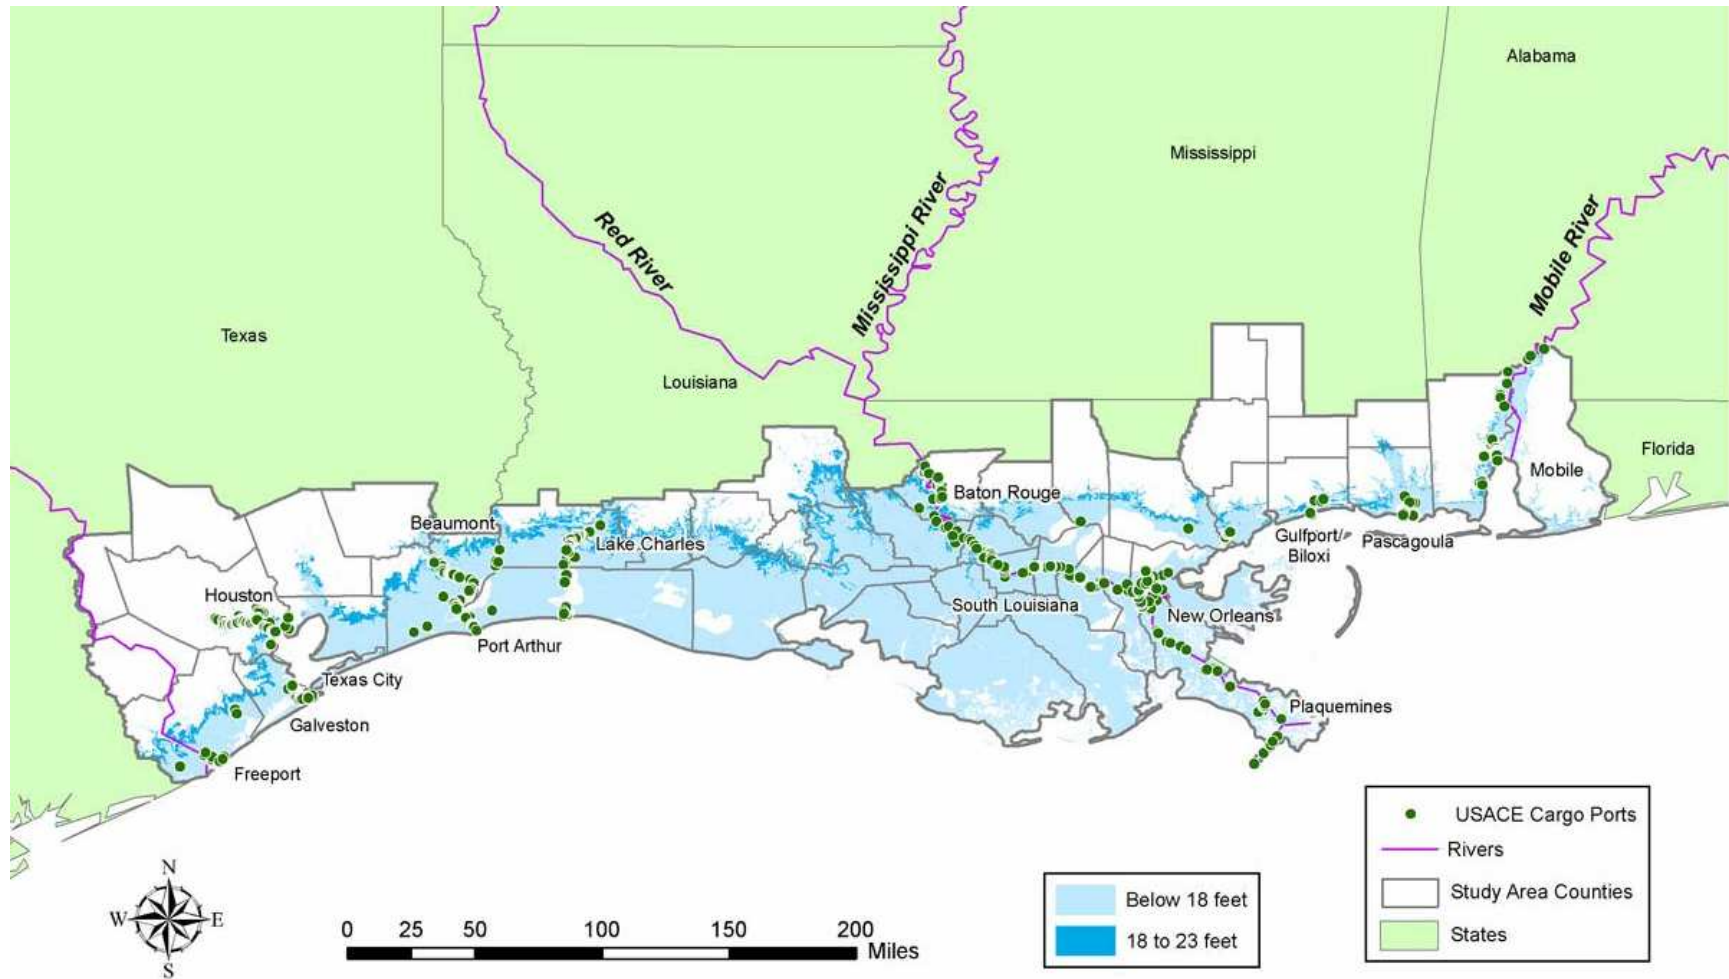 Alabama
Mississippi
Mississippi River
Red River
Mobile River
Texas
Louisiana
Florida
Mobile
Baton Rouge
Beaumont
Lake Charles
Gulfport/
Biloxi
Pascagoula
Houston
South Louisiana
New Orleans
Port Arthur
Texas City
Galveston
Plaquemines
Freeport
N
W
E
S
0
25
50
100
150
200
Miles
Below 18 feet
18 to 23 feet
USACE Cargo Ports
Rivers
Study Area Counties
States